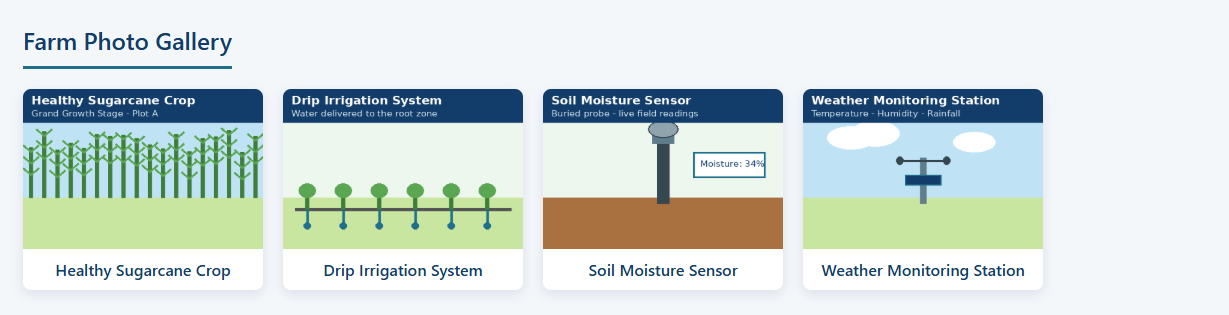 Farm Photo Gallery
Healthy Sugarcane Crop
Grand Growth Stage - Plot A
Drip Irrigation System
Water delivered to the root zone
Soil Moisture Sensor
Buried probe - live field readings
Moisture: 34%
Weather Monitoring Station
Temperature - Humidity - Rainfall
Healthy Sugarcane Crop
Drip Irrigation System
Soil Moisture Sensor
Weather Monitoring Station